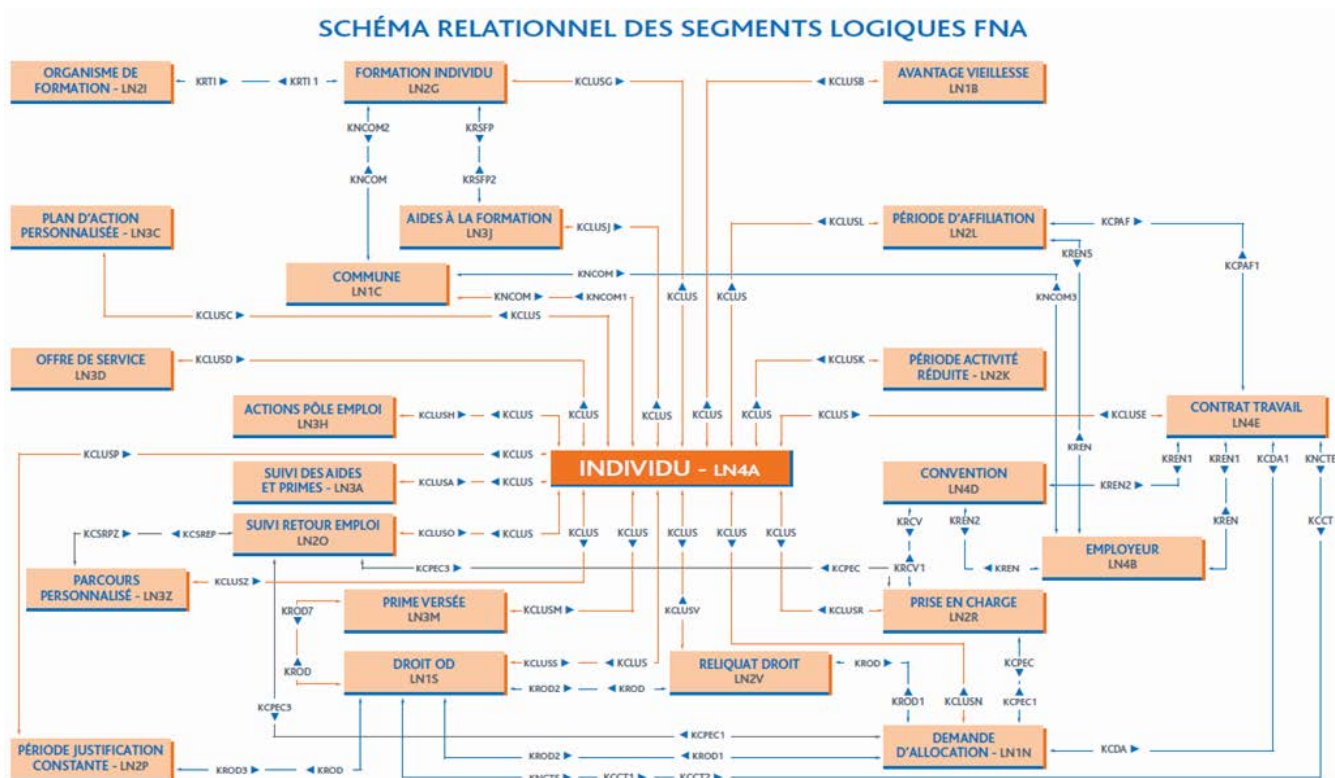 SCHÉMA RELATIONNEL DES SEGMENTS LOGIQUES FNA
ORGANISME DE
FORMATION - LN2I
KRTI
KRTI 1
FORMATION INDIVIDU
LN2G
KCLUSG
KCLUSB
AVANTAGE VIEILLESSE
LN1B
KNCOM2
KRSFP
KNCOM
KRSFP2
PLAN D'ACTION
PERSONNALISÉE - LN3C
AIDES À LA FORMATION
LN3J
KCLUSJ
KCLUSL
PÉRIODE D'AFFILIATION
LN2L
KCPAF
KREN5
KCPAF1
COMMUNE
LN1C
KNCOM
KNCOM
KNCOM1
KCLUS
KCLUS
KCLUS
KNCOM3
KCLUSC
KCLUS
OFFRE DE SERVICE
LN3D
KCLUSD
KCLUSK
PÉRIODE ACTIVITÉ
RÉDUITE - LN2K
ACTIONS PÔLE EMPLOI
LN3H
KCLUSH
KCLUS
KCLUS
KCLUS
KCLUS
KCLUS
KCLUS
KCLUSE
CONTRAT TRAVAIL
LN4E
KCLUSP
KCLUS
KREN
SUIVI DES AIDES
ET PRIMES - LN3A
KCLUSA
KCLUS
INDIVIDU - LN4A
CONVENTION
LN4D
KREN2
KREN1
KREN1
KCDA1
KNCTE
SUIVI RETOUR EMPLOI
LN2O
KCSRPZ
KCSREP
KCLUSO
KCLUS
KCLUS
KCLUS
KCLUS
KCLUS
KCLUS
KRCV
KREN2
KREN
KCCT
KCPEC3
KCPEC
KRCV1
KREN
EMPLOYEUR
LN4B
PARCOURS
PERSONNALISÉ - LN3Z
KCLUSZ
KROD7
PRIME VERSÉE
LN3M
KCLUSM
KCLUSV
KCLUSR
PRISE EN CHARGE
LN2R
KROD
DROIT OD
LN1S
KCLUSS
KCLUS
RELIQUAT DROIT
LN2V
KROD
KCPEC
KROD2
KROD
KROD1
KCLUSN
KCPEC1
KCPEC3
KCPEC1
PÉRIODE JUSTIFICATION
CONSTANTE - LN2P
KROD3
KROD
KROD2
KROD1
DEMANDE
D'ALLOCATION - LN1N
KCDA
KNCTE
KCCT1
KCCT2